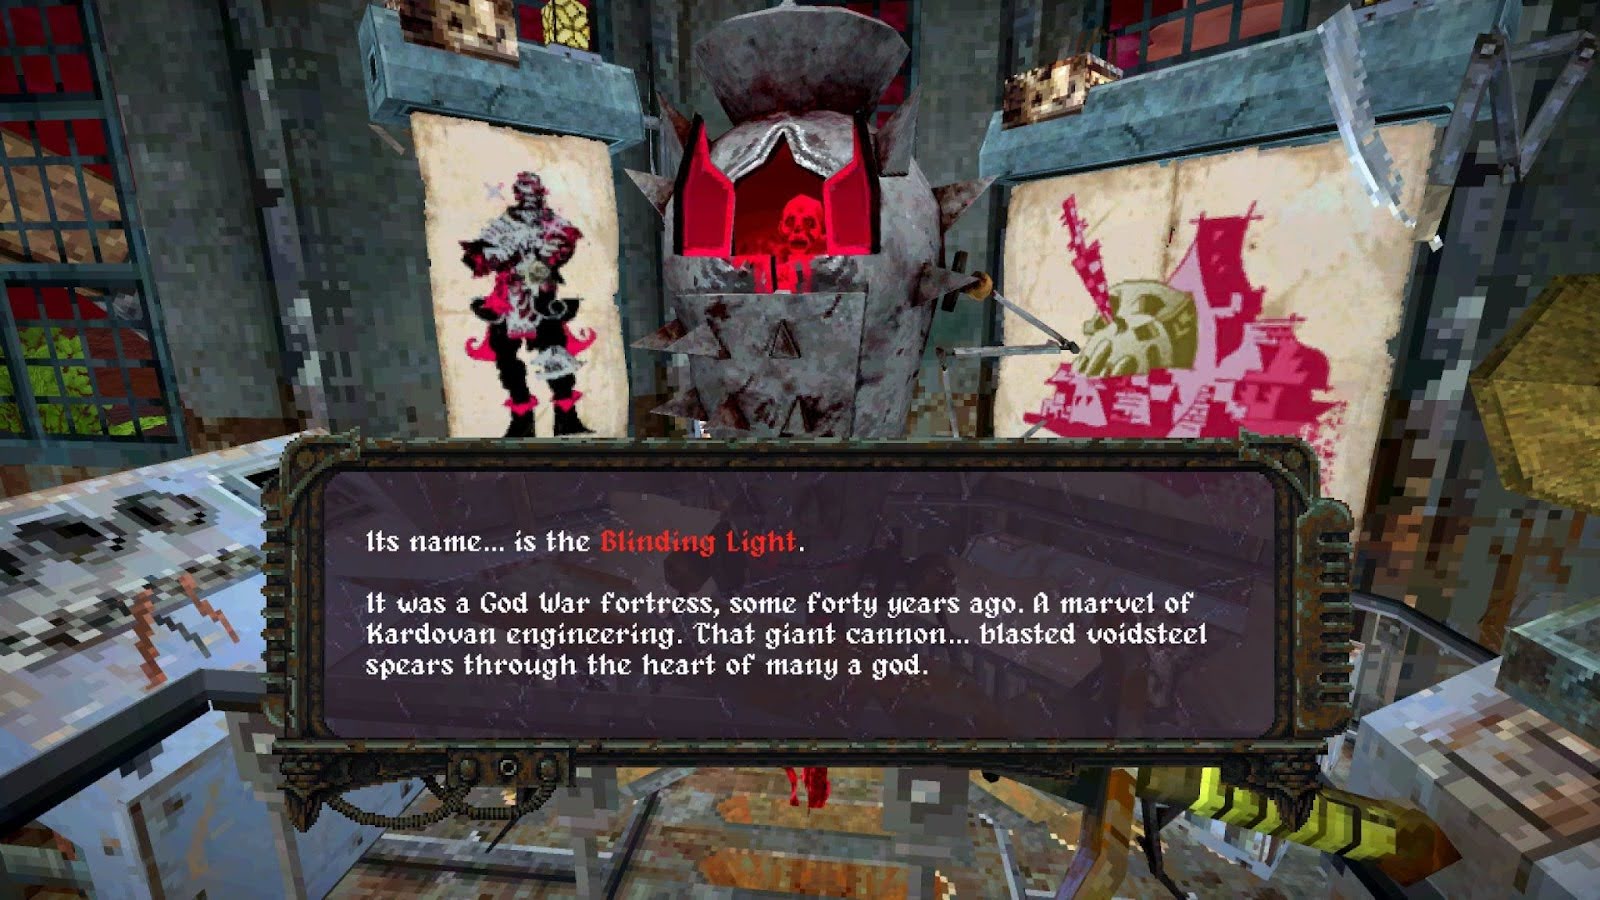 Its name... is the Blinding Light.
It was a God War fortress, some forty years ago. A marvel of
Kardovan engineering. That giant cannon... blasted voidsteel
spears through the heart of many a god.